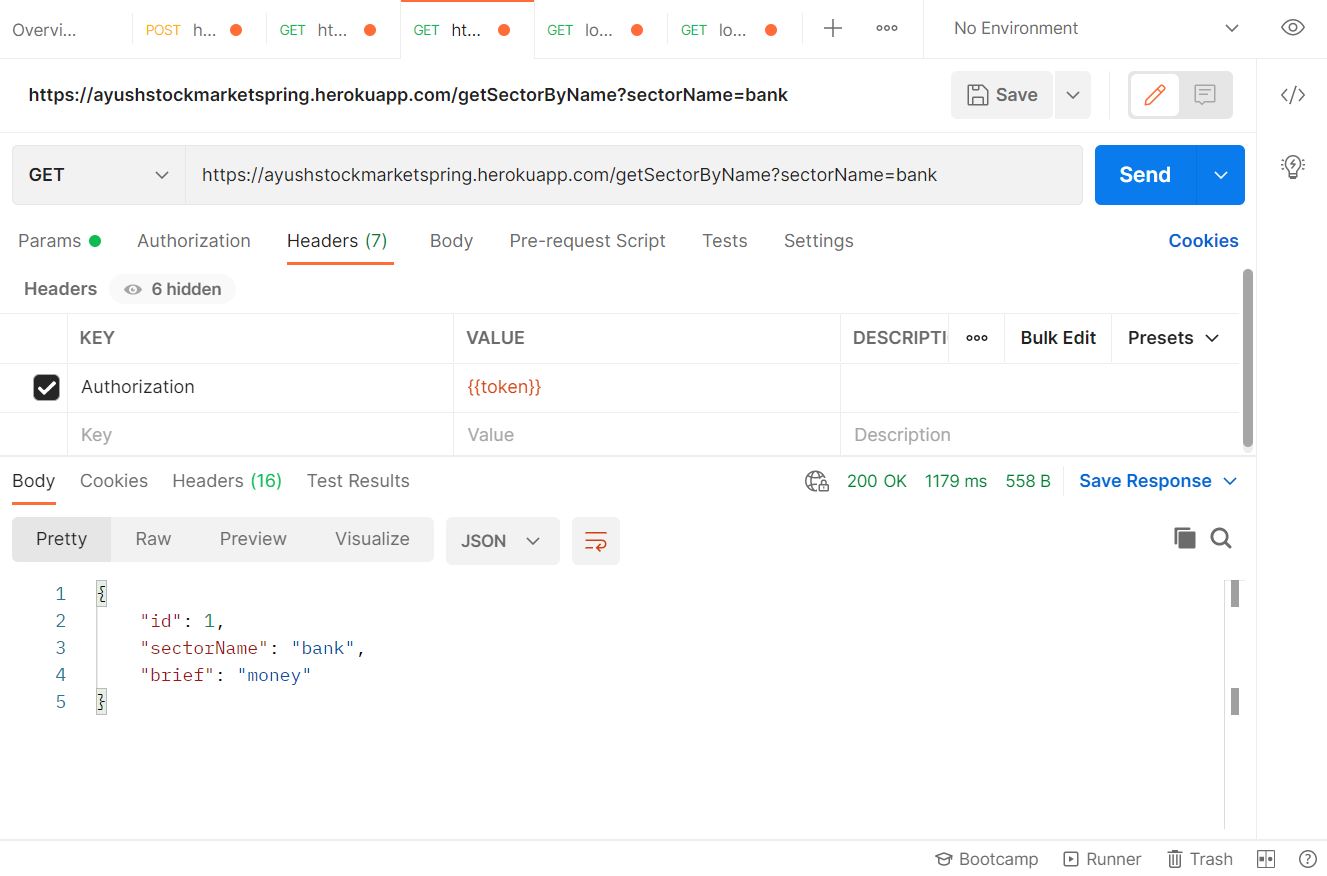 Overvi... POST h... GET ht... GET ht... GET lo... GET lo... No Environment
https://ayushstockmarketspring.herokuapp.com/getSectorByName?sectorName=bank Save
GET https://ayushstockmarketspring.herokuapp.com/getSectorByName?sectorName=bank Send
Params Authorization Headers (7) Body Pre-request Script Tests Settings Cookies
Headers 6 hidden
KEY VALUE DESCRIPTI Bulk Edit Presets
Authorization {{token}}
Key Value Description
Body Cookies Headers (16) Test Results 200 OK 1179 ms 558 B Save Response
Pretty Raw Preview Visualize JSON
1 {
2 "id": 1,
3 "sectorName": "bank",
4 "brief": "money"
5 }
Bootcamp Runner Trash